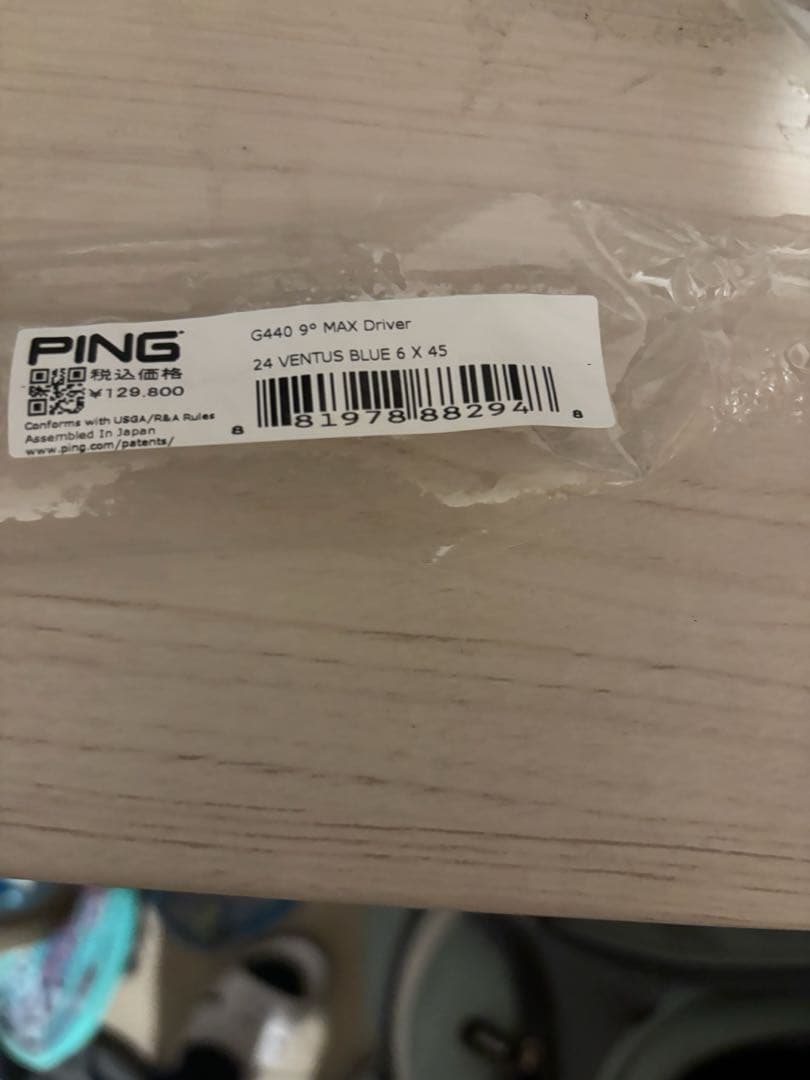 PING
税込価格
¥129,800
Conforms with USGA/R&A Rules
Assembled In Japan
www.ping.com/patents/
G440 9° MAX Driver
24 VENTUS BLUE 6 X 45
8 81978 88294 8